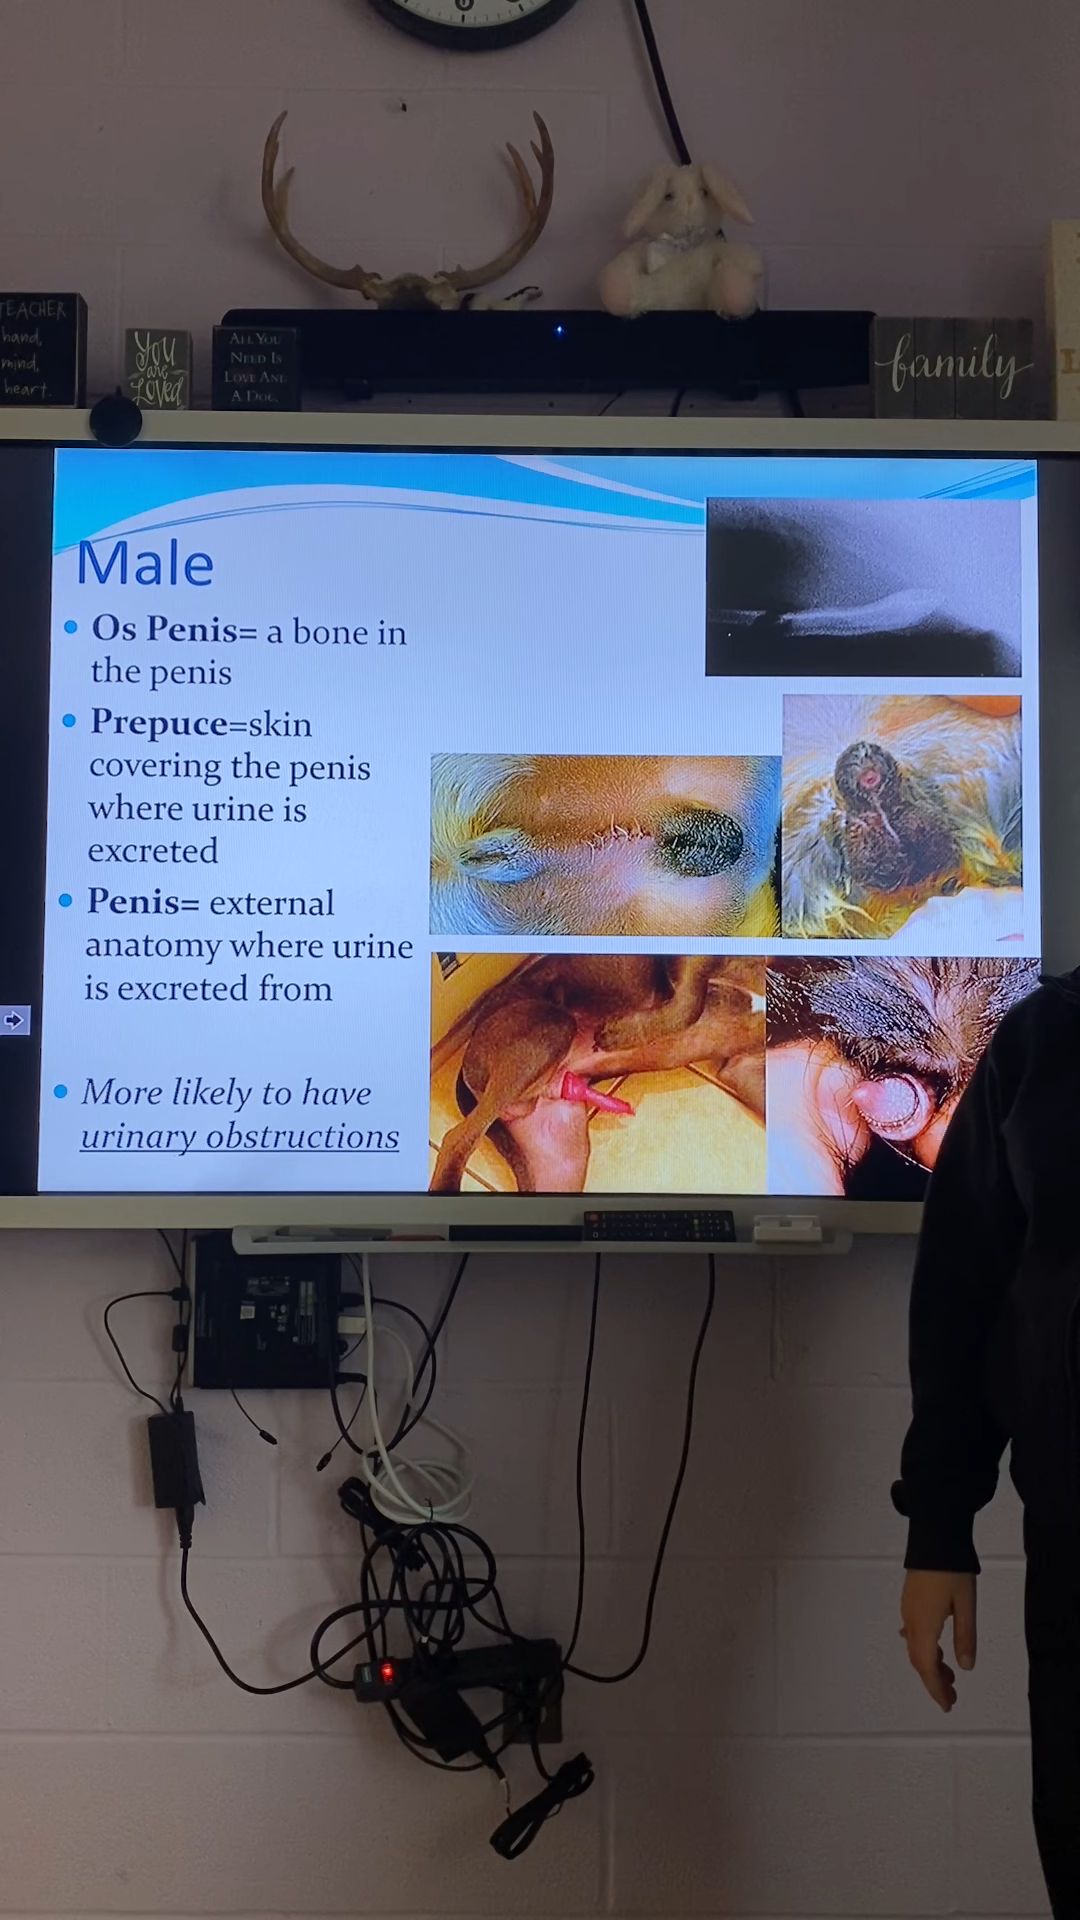 TEACHER
hand,
mind,
heart.
You
are
Loved
ALL YOU
NEED IS
LOVE AND
A DOG.
family
Male
• Os Penis= a bone in
the penis
• Prepuce=skin
covering the penis
where urine is
excreted
• Penis= external
anatomy where urine
is excreted from
• More likely to have
urinary obstructions